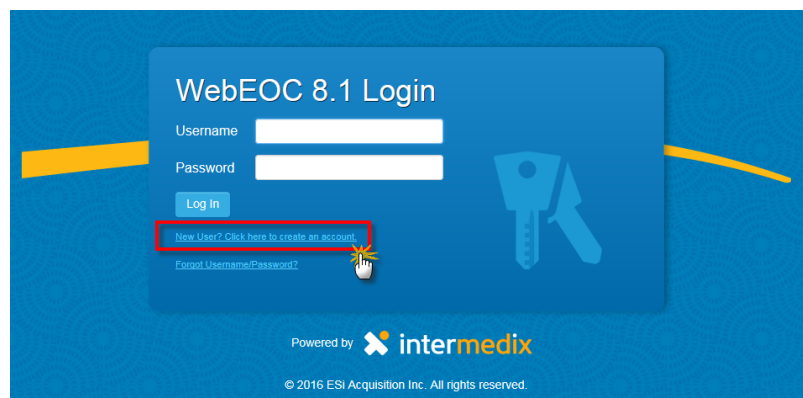 WebEOC 8.1 Login
Username
Password
Log In
New User? Click here to create an account.
Forgot Username/Password?
Powered by intermedix
© 2016 ESi Acquisition Inc. All rights reserved.